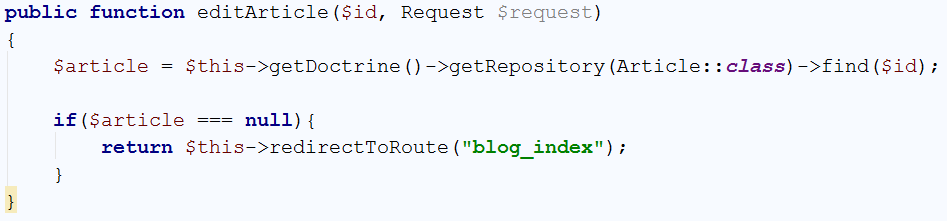 public function editArticle($id, Request $request)
{
    $article = $this->getDoctrine()->getRepository(Article::class)->find($id);

    if($article === null){
        return $this->redirectToRoute("blog_index");
    }
}